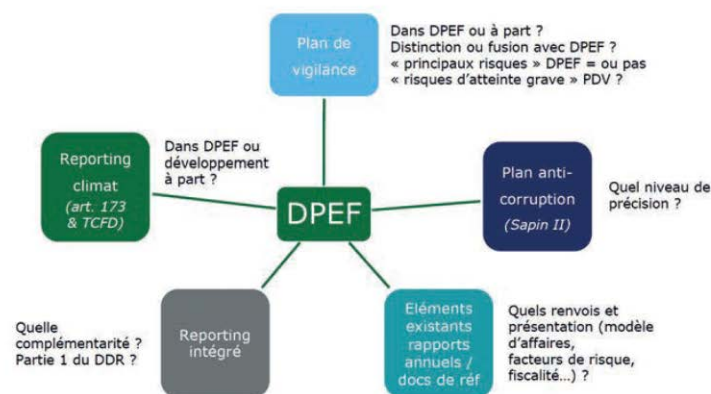 Plan de
vigilance
Dans DPEF ou à part ?
Distinction ou fusion avec DPEF ?
« principaux risques » DPEF = ou pas
« risques d'atteinte grave » PDV ?
Reporting
climat
(art. 173
& TCFD)
Dans DPEF ou
développement
à part ?
DPEF
Plan anti-
corruption
(Sapin II)
Quel niveau de
précision ?
Quelle
complémentarité ?
Partie 1 du DDR ?
Reporting
intégré
Eléments
existants
rapports
annuels /
docs de réf
Quels renvois et
présentation (modèle
d'affaires,
facteurs de risque,
fiscalité…) ?